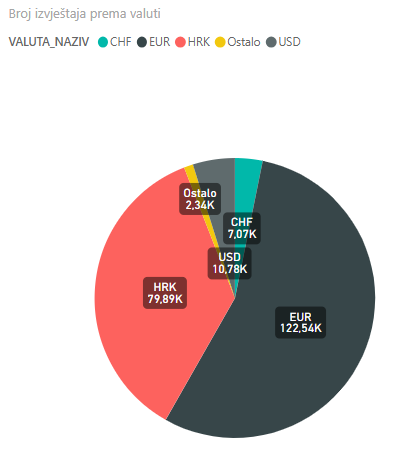 Broj izvještaja prema valuti
VALUTA_NAZIV CHF EUR HRK Ostalo USD
Ostalo
2,34K
CHF
7,07K
USD
10,78K
HRK
79,89K
EUR
122,54K